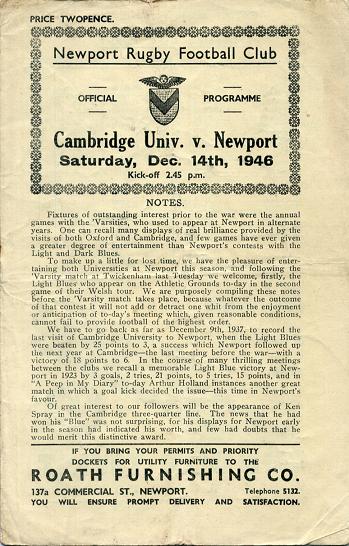 PRICE TWOPENCE.
Newport Rugby Football Club
OFFICIAL PROGRAMME
Cambridge Univ. v. Newport
Saturday, Dec. 14th, 1946
Kick-off 2.45 p.m.
NOTES.
Fixtures of outstanding interest prior to the war were the annual
games with the 'Varsities, who used to appear at Newport in alternate
years. One can recall many displays of real brilliance provided by the
visits of both Oxford and Cambridge, and few games have ever given
a greater degree of entertainment than Newport's contests with the
Light and Dark Blues.
To make up a little for lost time, we have the pleasure of enter-
taining both Universities at Newport this season, and following the
'Varsity match at Twickenham last Tuesday we welcome, firstly, the
Light Blues who appear on the Athletic Grounds to-day in the second
game of their Welsh tour. We are purposely compiling these notes
before the 'Varsity match takes place, because whatever the outcome
of that contest it will not add or detract one whit from the enjoyment
or anticipation of to-day's meeting which, given reasonable conditions,
cannot fail to provide football of the highest order.
We have to go back as far as December 9th, 1937, to record the
last visit of Cambridge University to Newport, when the Light Blues
were beaten by 25 points to 3, a success which Newport followed up
the next year at Cambridge—the last meeting before the war—with a
victory of 18 points to 6. In the course of many thrilling meetings
between the clubs we recall a memorable Light Blue victory at New-
port in 1923 by 3 goals, 2 tries, 21 points, to 5 tries, 15 points, and in
"A Peep in My Diary" to-day Arthur Holland instances another great
match in which a goal kick decided the issue—this time in Newport's
favour.
Of great interest to our followers will be the appearance of Ken
Spray in the Cambridge three-quarter line. The news that he had
won his "Blue" was not surprising, for his displays for Newport early
in the season had indicated his worth, and few had doubts that he
would merit this distinctive award.
IF YOU BRING YOUR PERMITS AND PRIORITY
DOCKETS FOR UTILITY FURNITURE TO THE
ROATH FURNISHING CO.
137a COMMERCIAL ST., NEWPORT. Telephone 5132.
YOU WILL ENSURE PROMPT DELIVERY AND SATISFACTION.